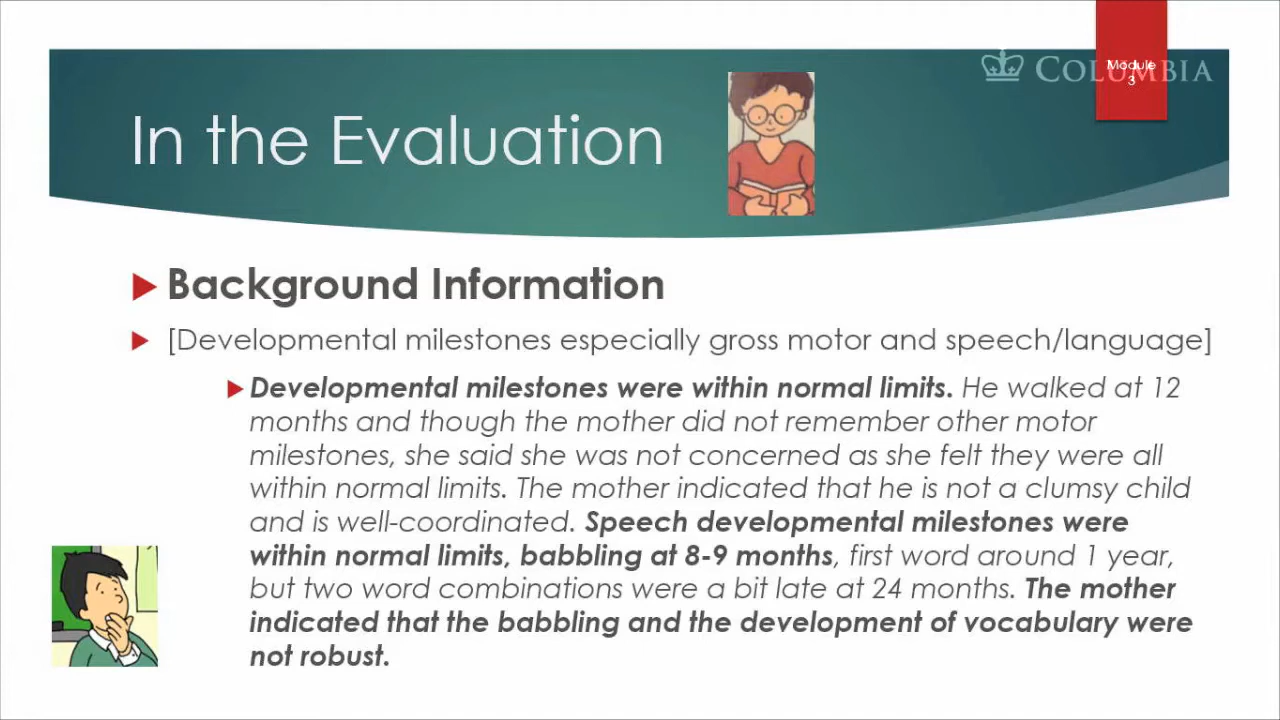 COLUMBIA
Module
3
In the Evaluation
Background Information
[Developmental milestones especially gross motor and speech/language]
Developmental milestones were within normal limits. He walked at 12
months and though the mother did not remember other motor
milestones, she said she was not concerned as she felt they were all
within normal limits. The mother indicated that he is not a clumsy child
and is well-coordinated. Speech developmental milestones were
within normal limits, babbling at 8-9 months, first word around 1 year,
but two word combinations were a bit late at 24 months. The mother
indicated that the babbling and the development of vocabulary were
not robust.